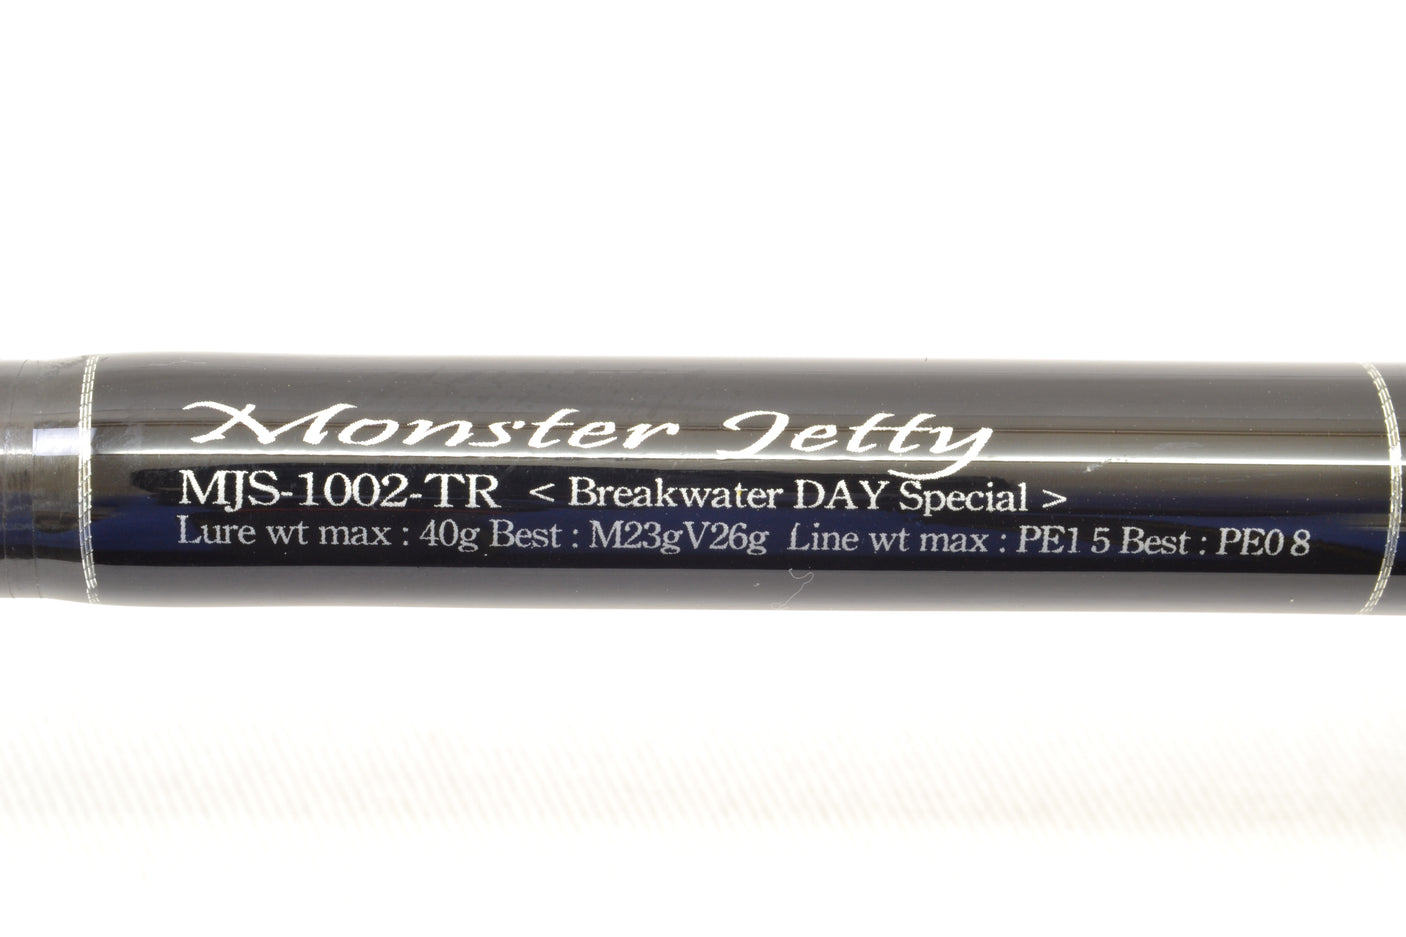 Monster Jetty
MJS-1002-TR < Breakwater DAY Special >
Lure wt max : 40g Best : M23gV26g Line wt max : PE1 5 Best : PE0 8